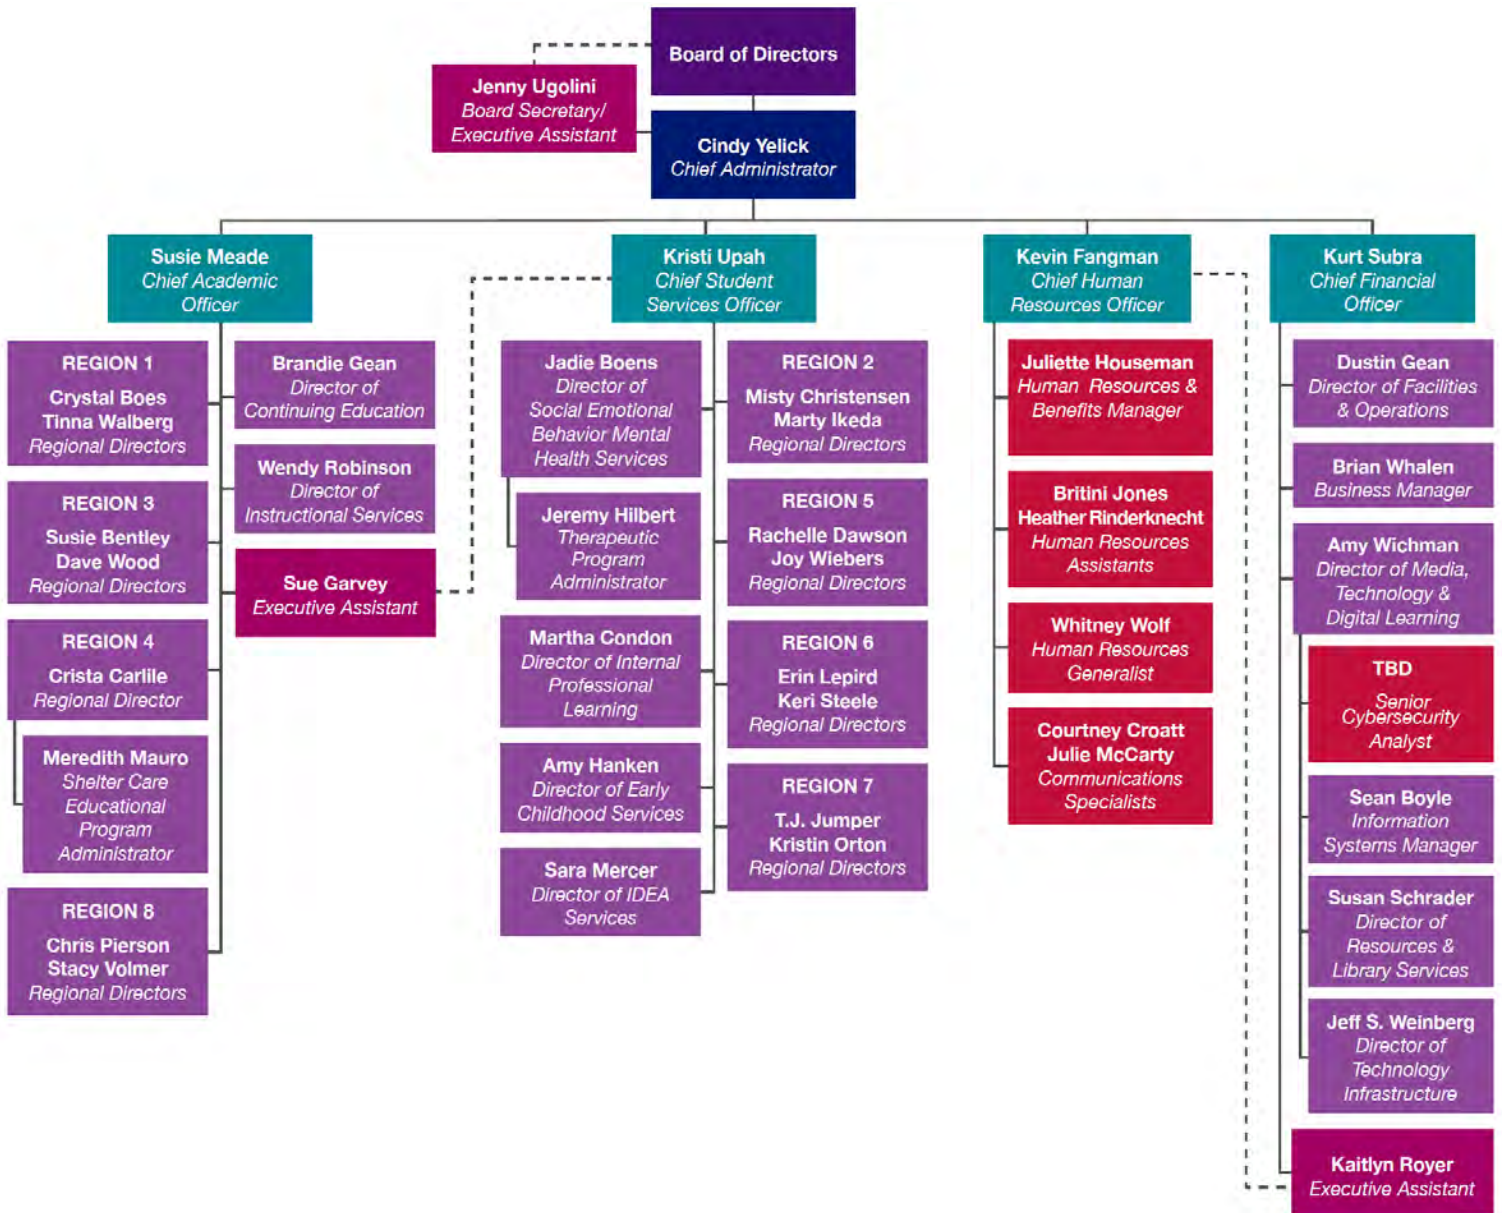 Board of Directors
Jenny Ugolini
Board Secretary/
Executive Assistant
Cindy Yelick
Chief Administrator
Susie Meade
Chief Academic
Officer
REGION 1
Crystal Boes
Tinna Walberg
Regional Directors
Brandie Gean
Director of
Continuing Education
Wendy Robinson
Director of
Instructional Services
REGION 3
Susie Bentley
Dave Wood
Regional Directors
Sue Garvey
Executive Assistant
REGION 4
Crista Carlile
Regional Director
Meredith Mauro
Shelter Care
Educational
Program
Administrator
REGION 8
Chris Pierson
Stacy Volmer
Regional Directors
Kristi Upah
Chief Student
Services Officer
Jadie Boens
Director of
Social Emotional
Behavior Mental
Health Services
Jeremy Hilbert
Therapeutic
Program
Administrator
Martha Condon
Director of Internal
Professional
Learning
Amy Hanken
Director of Early
Childhood Services
Sara Mercer
Director of IDEA
Services
REGION 2
Misty Christensen
Marty Ikeda
Regional Directors
REGION 5
Rachelle Dawson
Joy Wiebers
Regional Directors
REGION 6
Erin Lepird
Keri Steele
Regional Directors
REGION 7
T.J. Jumper
Kristin Orton
Regional Directors
Kevin Fangman
Chief Human
Resources Officer
Juliette Houseman
Human Resources &
Benefits Manager
Britini Jones
Heather Rinderknecht
Human Resources
Assistants
Whitney Wolf
Human Resources
Generalist
Courtney Croatt
Julie McCarty
Communications
Specialists
Kurt Subra
Chief Financial
Officer
Dustin Gean
Director of Facilities
& Operations
Brian Whalen
Business Manager
Amy Wichman
Director of Media,
Technology &
Digital Learning
TBD
Senior
Cybersecurity
Analyst
Sean Boyle
Information
Systems Manager
Susan Schrader
Director of
Resources &
Library Services
Jeff S. Weinberg
Director of
Technology
Infrastructure
Kaitlyn Royer
Executive Assistant